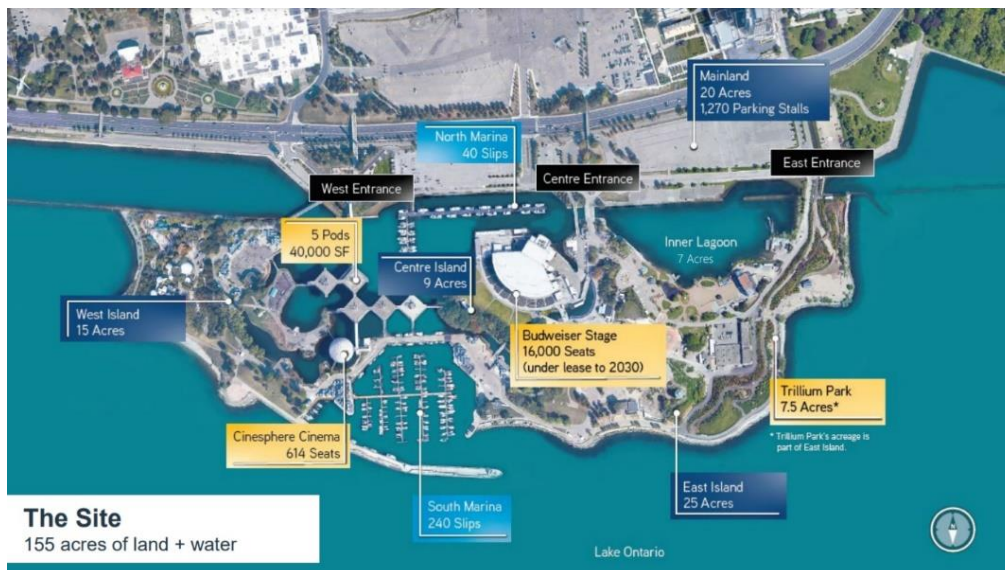 Mainland
20 Acres
1,270 Parking Stalls
North Marina
40 Slips
East Entrance
Centre Entrance
West Entrance
5 Pods
40,000 SF
Inner Lagoon
7 Acres
Centre Island
9 Acres
West Island
15 Acres
Budweiser Stage
16,000 Seats
(under lease to 2030)
Trillium Park
7.5 Acres*
* Trillium Park's acreage is
part of East Island.
Cinesphere Cinema
614 Seats
East Island
25 Acres
South Marina
240 Slips
The Site
155 acres of land + water
Lake Ontario